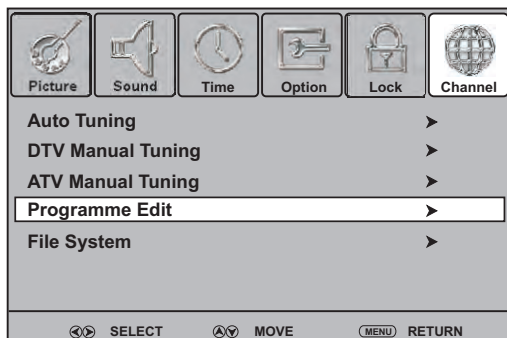 Picture Sound Time Option Lock Channel
Auto Tuning
DTV Manual Tuning
ATV Manual Tuning
Programme Edit
File System
SELECT MOVE MENU RETURN